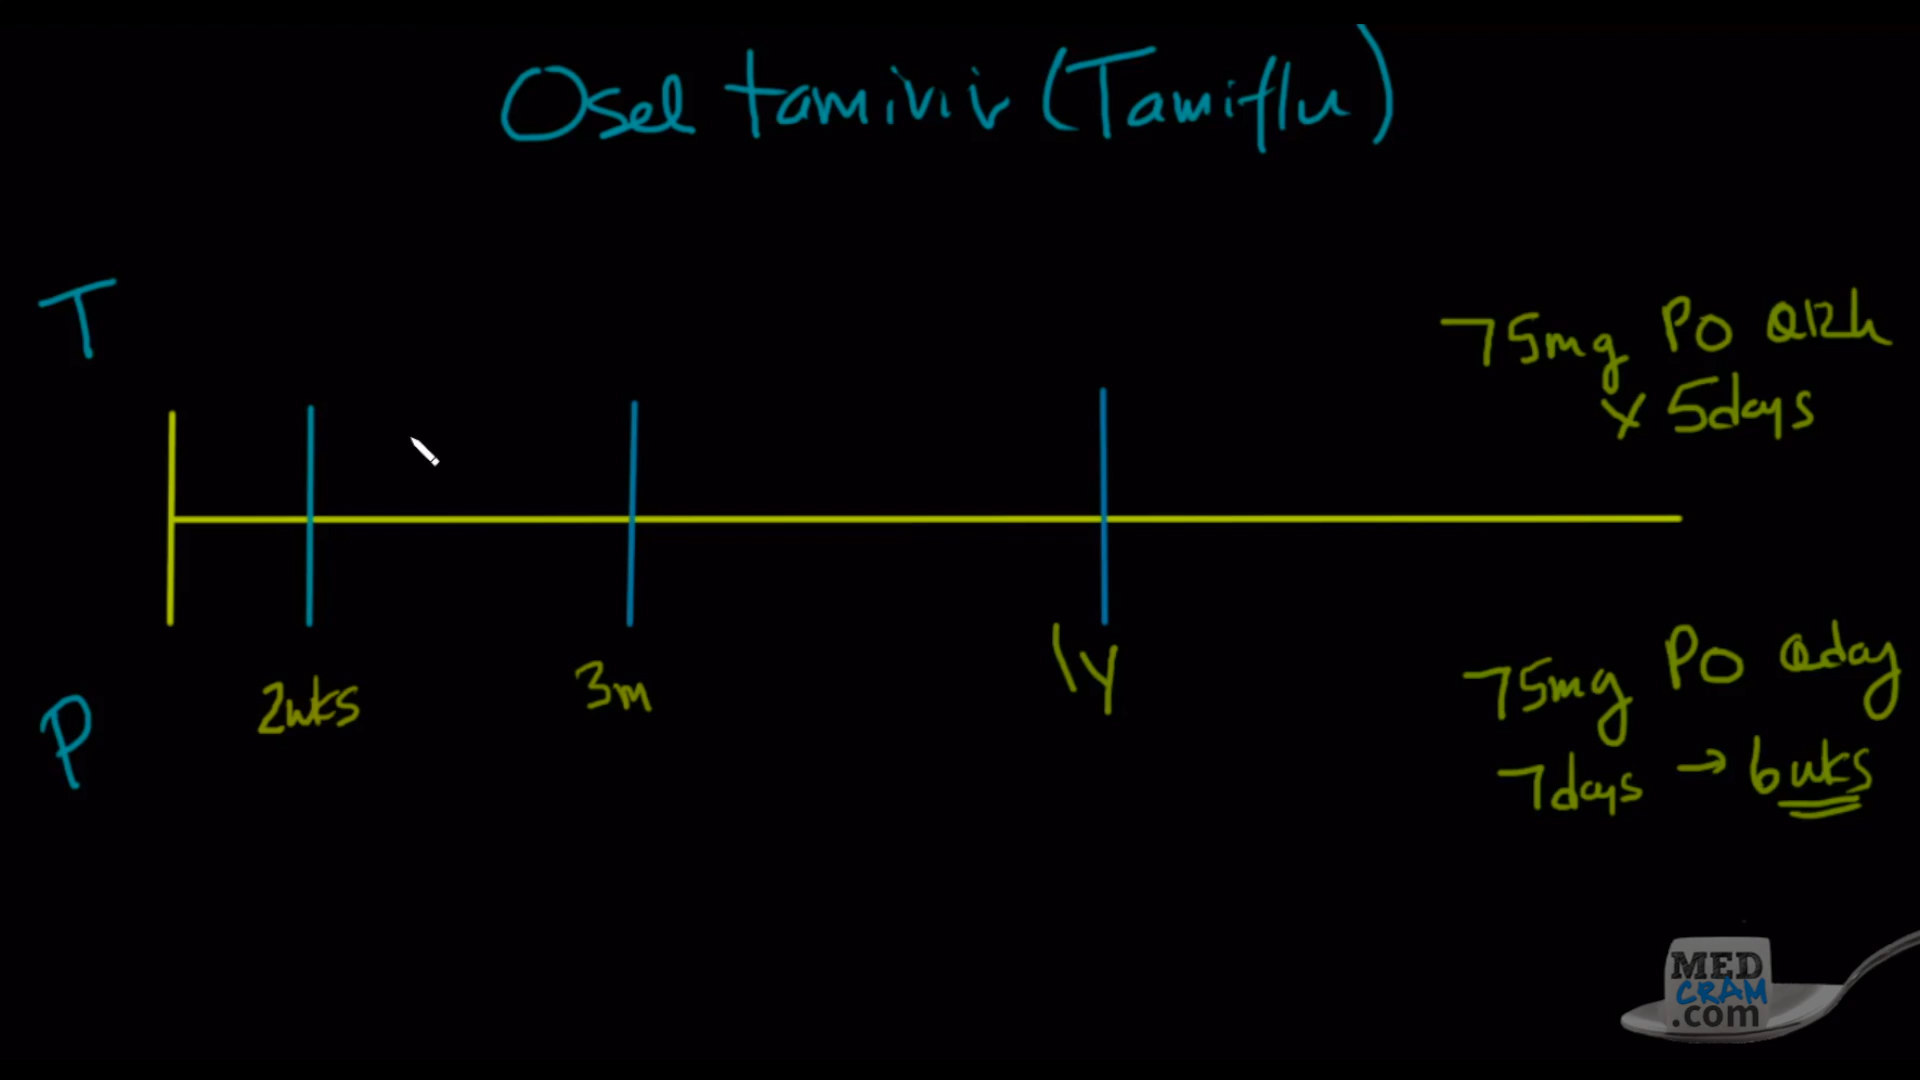 Oseltamivir (Tamiflu)
T
75mg PO Q12h
x 5days
2wks
3m
1y
P
75mg PO Qday
7days → 6wks
MED
CRAM
.com